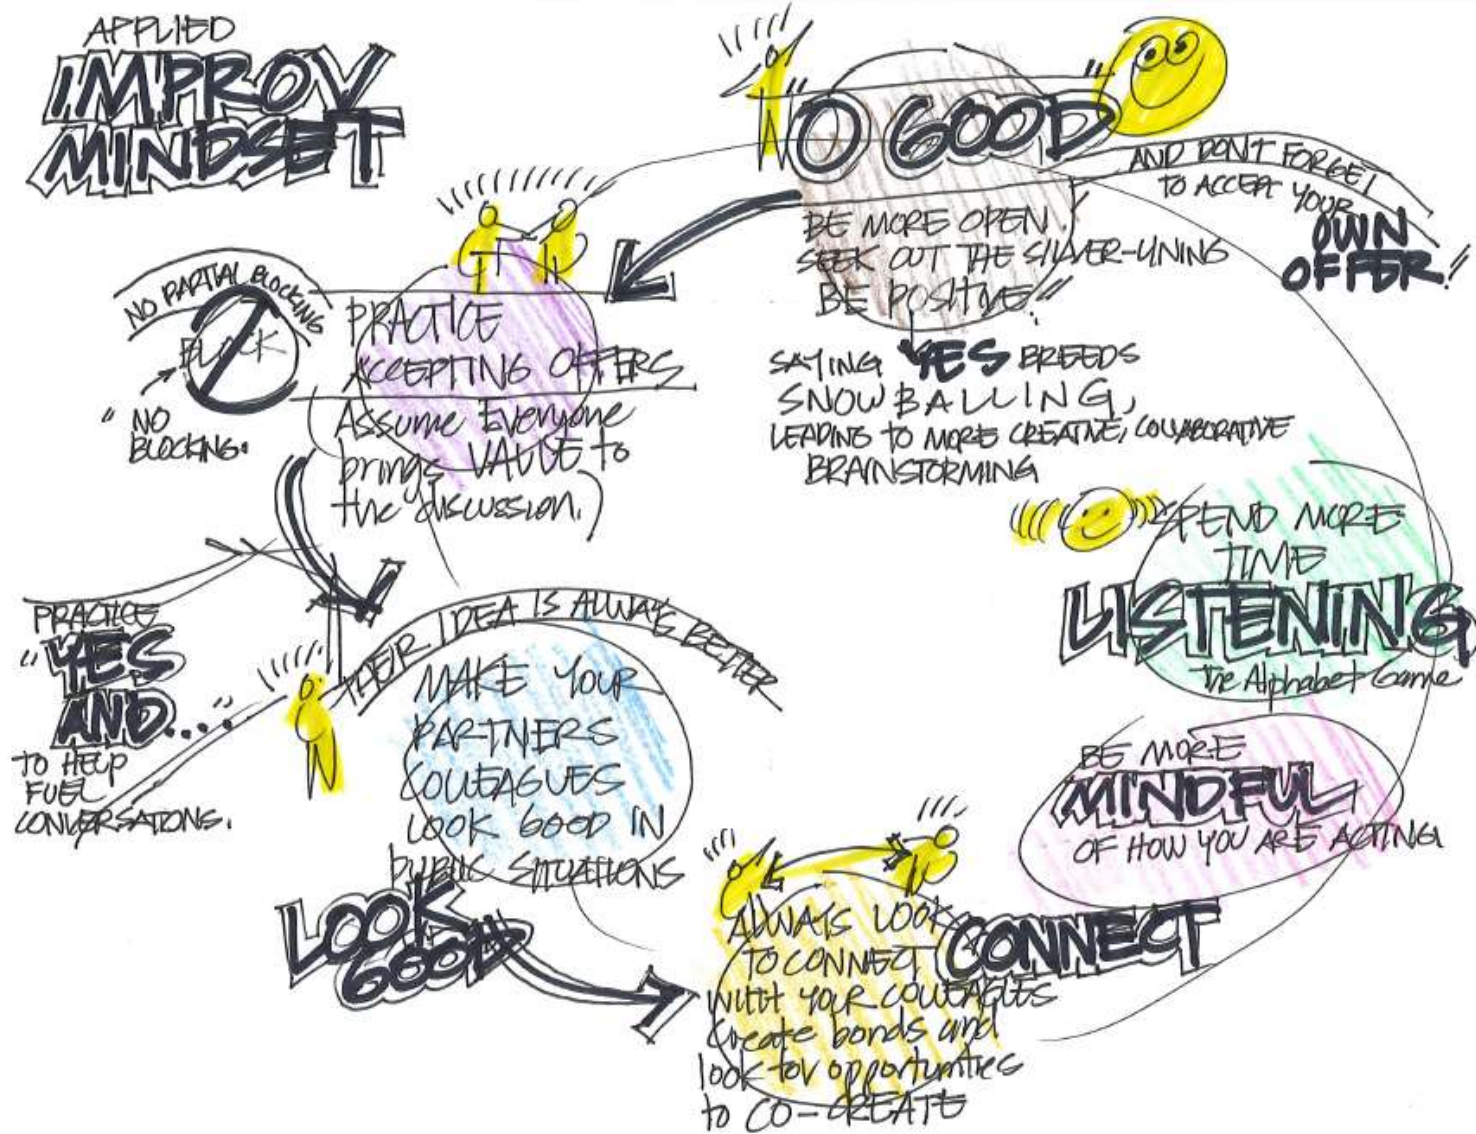 APPLIED
IMPROV
MINDSET
"O GOOD"
AND DON'T FORGET
TO ACCEPT YOUR
OWN
OFFER!!
BE MORE OPEN!
SEEK OUT THE SILVER-LINING
BE POSITIVE!!
SAYING YES BREEDS
SNOWBALLING,
LEADING TO MORE CREATIVE, COLLABORATIVE
BRAINSTORMING
NO PARTIAL BLOCKING
BLOCK
"NO
BLOCKING.
PRACTICE
ACCEPTING OFFERS
(Assume Everyone
brings VALUE to
the discussion.)
PRACTICE
"YES
AND...."
TO HELP
FUEL
CONVERSATIONS.
THEIR IDEA IS ALWAYS BETTER
MAKE YOUR
PARTNERS
COLLEAGUES
LOOK GOOD IN
PUBLIC SITUATIONS
LOOK
GOOD
ALWAYS LOOK
TO CONNECT
WITH YOUR COLLEAGUES
Create bonds and
look for opportunities
to CO-CREATE
CONNECT
BE MORE
MINDFUL
OF HOW YOU ARE ACTING
SPEND MORE
TIME
LISTENING
The Alphabet Game